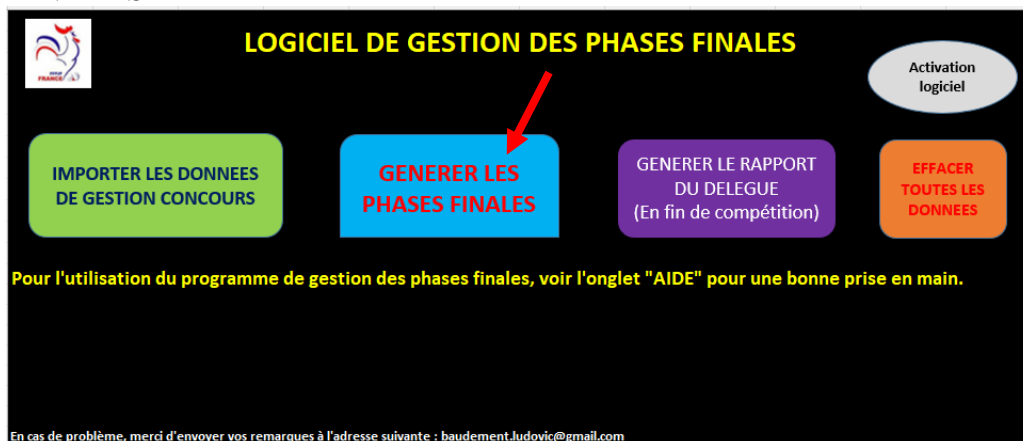 LOGICIEL DE GESTION DES PHASES FINALES
FRANCE
Activation
logiciel
IMPORTER LES DONNEES
DE GESTION CONCOURS
GENERER LES
PHASES FINALES
GENERER LE RAPPORT
DU DELEGUE
(En fin de compétition)
EFFACER
TOUTES LES
DONNEES
Pour l'utilisation du programme de gestion des phases finales, voir l'onglet "AIDE" pour une bonne prise en main.
En cas de problème, merci d'envoyer vos remarques à l'adresse suivante : baudement.ludovic@gmail.com